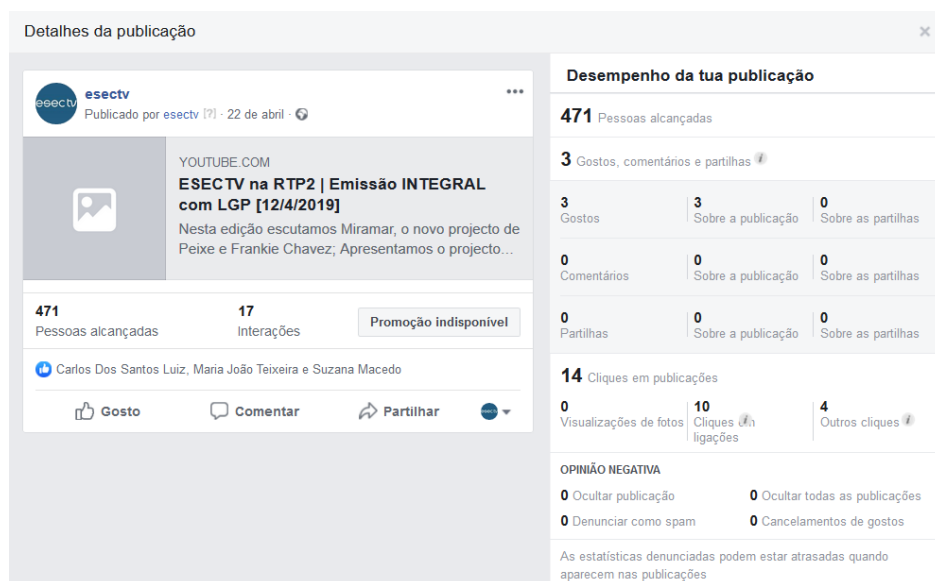 Detalhes da publicação
×
esectv
esectv
Publicado por esectv [?] · 22 de abril ·
YOUTUBE.COM
ESECTV na RTP2 | Emissão INTEGRAL
com LGP [12/4/2019]
Nesta edição escutamos Miramar, o novo projecto de
Peixe e Frankie Chavez; Apresentamos o projecto...
471
Pessoas alcançadas
17
Interações
Promoção indisponível
Carlos Dos Santos Luiz, Maria João Teixeira e Suzana Macedo
Gosto
Comentar
Partilhar
Desempenho da tua publicação
471 Pessoas alcançadas
3 Gostos, comentários e partilhas
3
Gostos
3
Sobre a publicação
0
Sobre as partilhas
0
Comentários
0
Sobre a publicação
0
Sobre as partilhas
0
Partilhas
0
Sobre a publicação
0
Sobre as partilhas
14 Cliques em publicações
0
Visualizações de fotos
10
Cliques em
ligações
4
Outros cliques
OPINIÃO NEGATIVA
0 Ocultar publicação
0 Ocultar todas as publicações
0 Denunciar como spam
0 Cancelamentos de gostos
As estatísticas denunciadas podem estar atrasadas quando
aparecem nas publicações